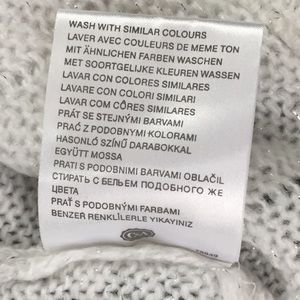 WASH WITH SIMILAR COLOURS
LAVER AVEC COULEURS DE MEME TON
MIT ÄHNLICHEN FARBEN WASCHEN
MET SOORTGELIJKE KLEUREN WASSEN
LAVAR CON COLORES SIMILARES
LAVARE CON COLORI SIMILARI
LAVAR COM CÔRES SIMILARES
PRÁT SE STEJNÝMI BARVAMI
PRAĆ Z PODOBNYMI KOLORAMI
HASONLÓ SZÍNŰ DARABOKKAL
EGYÜTT MOSSA
PRATI S PODOBNIMI BARVAMI OBLAČIL
СТИРАТЬ С БЕЛЬЕМ ПОДОБНОГО ЖЕ
ЦВЕТА
PRAŤ S PODOBNÝMI FARBAMI
BENZER RENKLİLERLE YIKAYINIZ